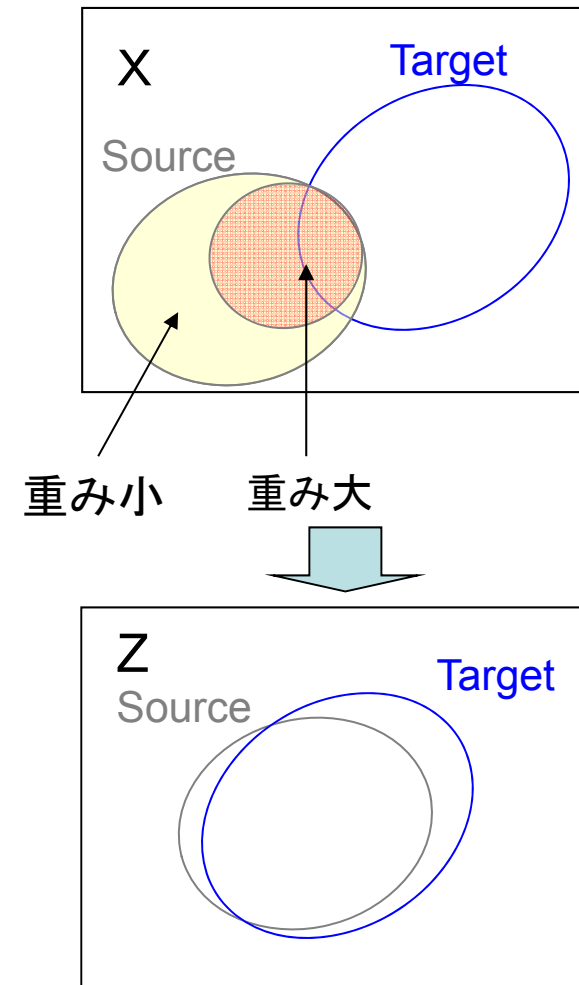 X
Target
Source
重み小
重み大
Z
Target
Source